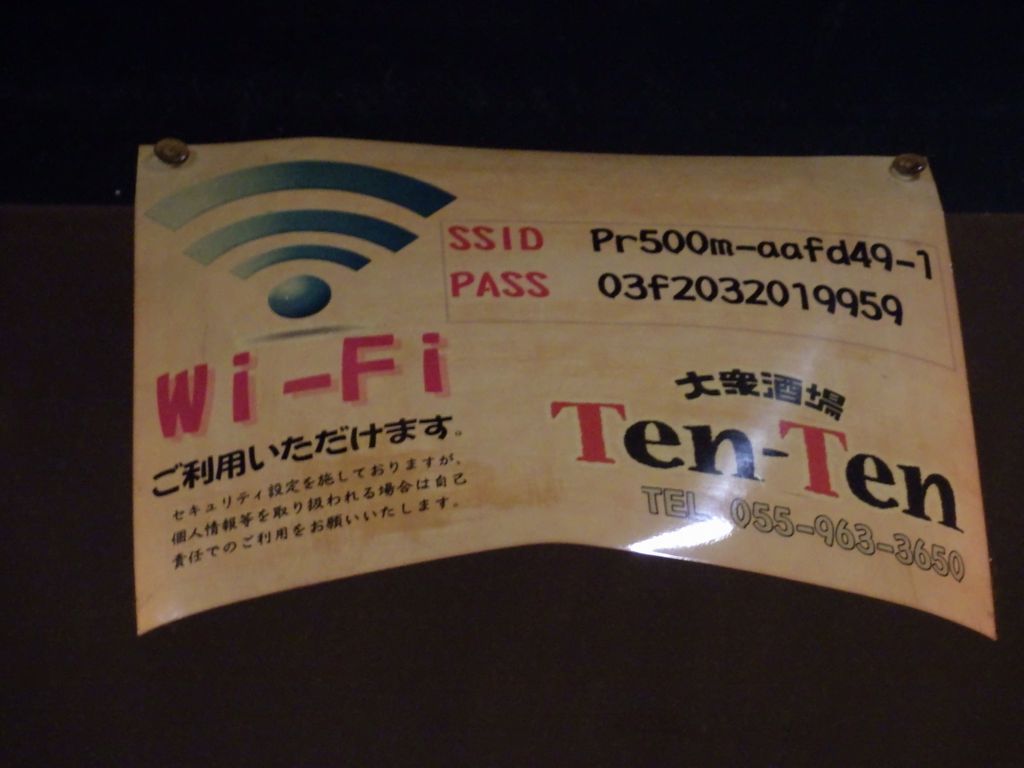 SSID Pr500m-aafd49-1
PASS 03f2032019959
Wi-Fi
ご利用いただけます。
セキュリティ設定を施しておりますが、
個人情報等を取り扱われる場合は自己
責任でのご利用をお願いいたします。
大衆酒場
Ten-Ten
TEL 055-963-3650